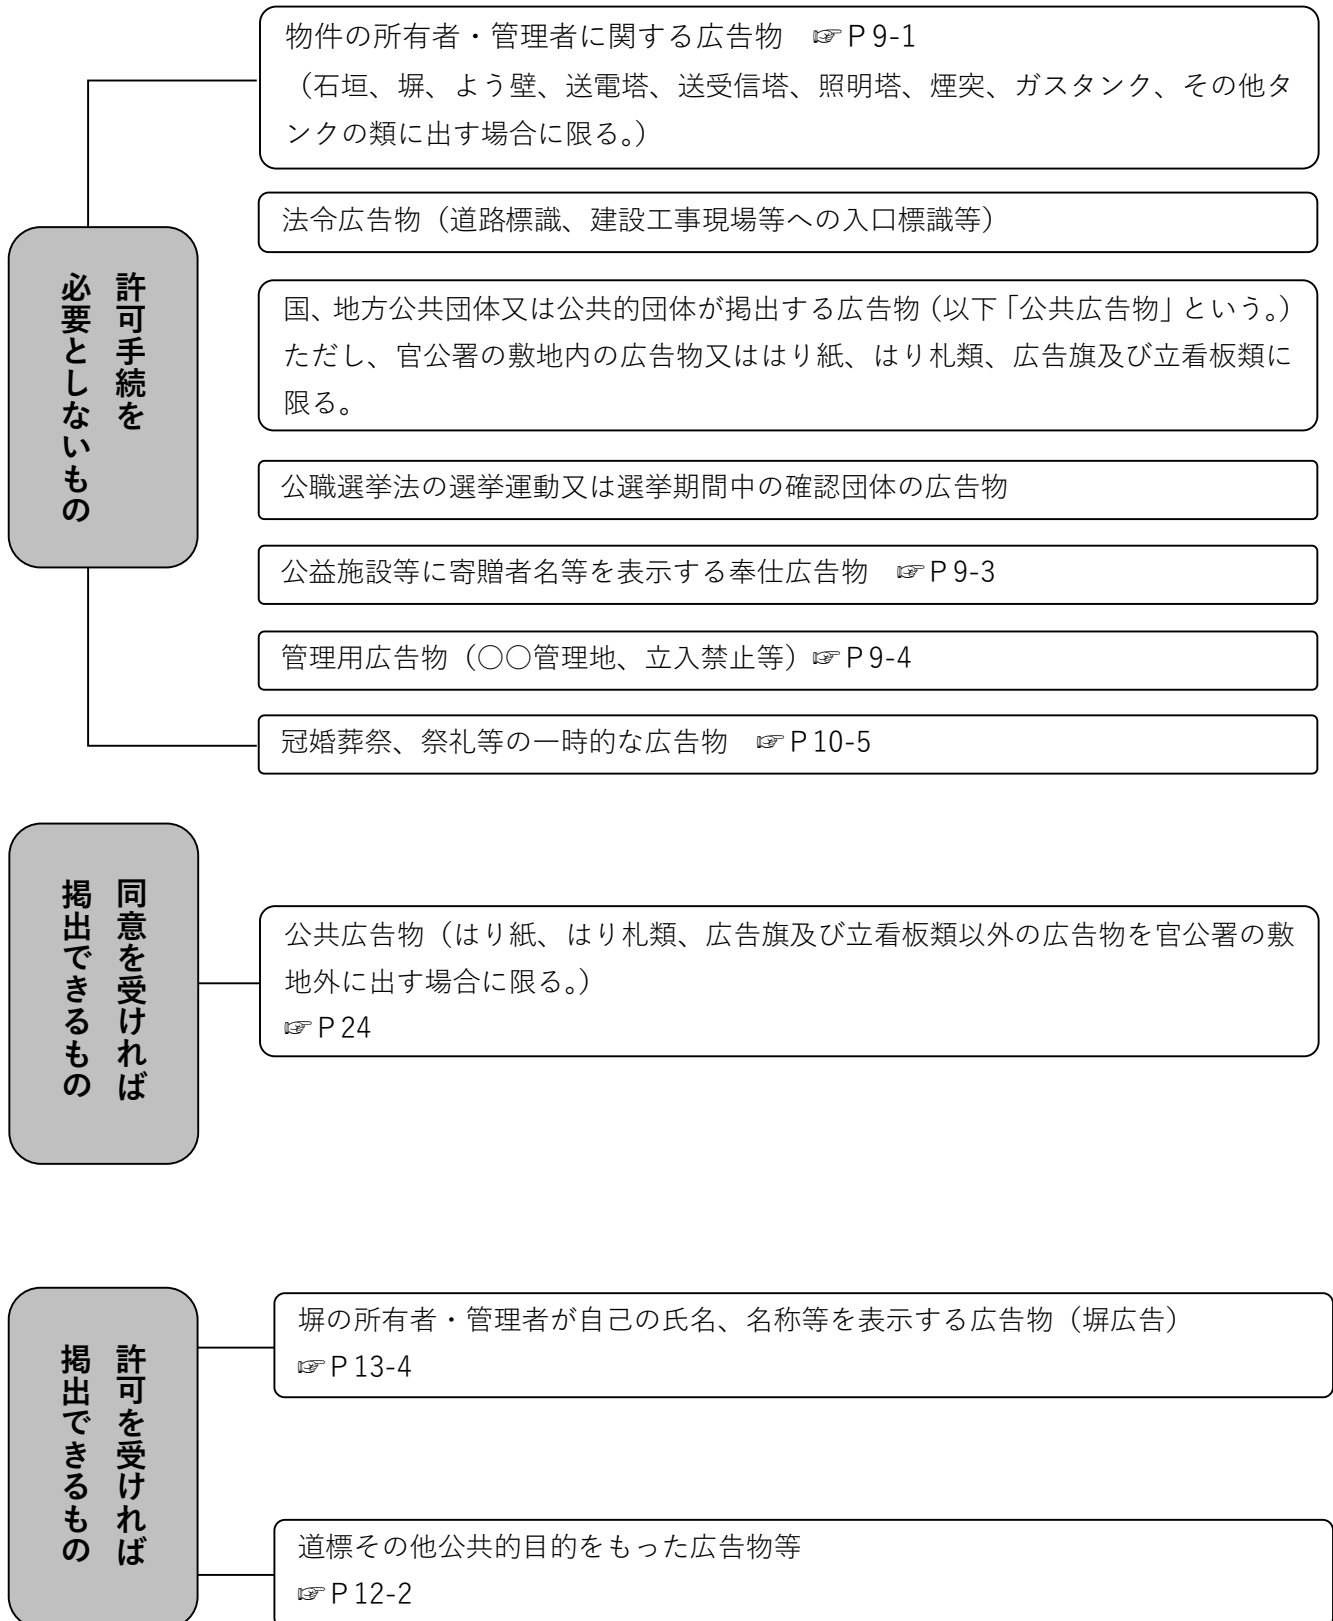 物件の所有者・管理者に関する広告物　☞P 9-1
（石垣、塀、よう壁、送電塔、送受信塔、照明塔、煙突、ガスタンク、その他タ
ンクの類に出す場合に限る。）
許可手続を
必要としないもの
法令広告物（道路標識、建設工事現場等への入口標識等）
国、地方公共団体又は公共的団体が掲出する広告物（以下「公共広告物」という。）
ただし、官公署の敷地内の広告物又ははり紙、はり札類、広告旗及び立看板類に
限る。
公職選挙法の選挙運動又は選挙期間中の確認団体の広告物
公益施設等に寄贈者名等を表示する奉仕広告物　☞P 9-3
管理用広告物（○○管理地、立入禁止等）☞P 9-4
冠婚葬祭、祭礼等の一時的な広告物　☞P 10-5
同意を受ければ
掲出できるもの
公共広告物（はり紙、はり札類、広告旗及び立看板類以外の広告物を官公署の敷
地外に出す場合に限る。）
☞P 24
許可を受ければ
掲出できるもの
塀の所有者・管理者が自己の氏名、名称等を表示する広告物（塀広告）
☞P 13-4
道標その他公共的目的をもった広告物等
☞P 12-2